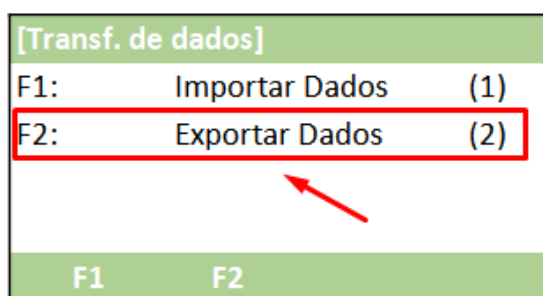 [Transf. de dados]
F1: Importar Dados (1)
F2: Exportar Dados (2)
F1 F2